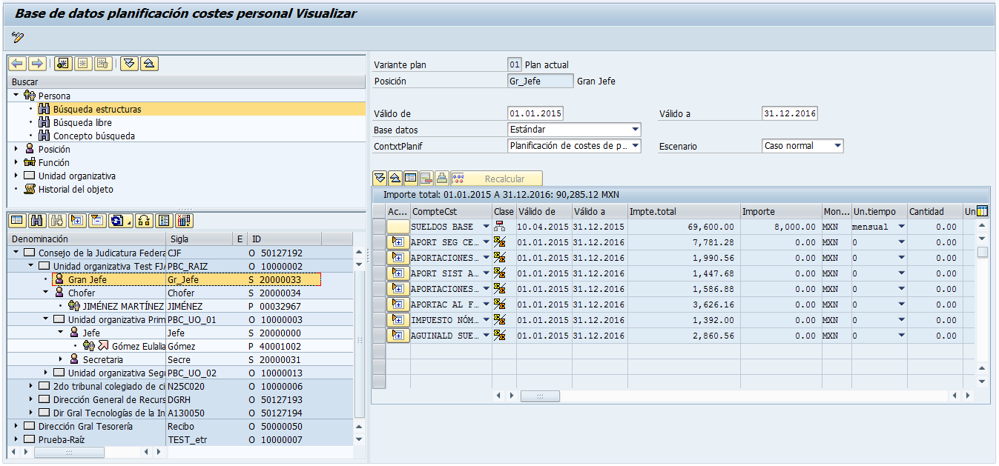 Base de datos planificación costes personal Visualizar
Buscar
Persona
Búsqueda estructuras
Búsqueda libre
Concepto búsqueda
Posición
Función
Unidad organizativa
Historial del objeto
Denominación Sigla E ID
Consejo de la Judicatura Federa CJF O 50127192
Unidad organizativa Test FJ PBC_RAIZ O 10000002
Gran Jefe Gr_Jefe S 20000033
Chofer Chofer S 20000034
JIMÉNEZ MARTÍNEZ JIMÉNEZ P 00032967
Unidad organizativa Prim PBC_UO_01 O 10000003
Jefe Jefe S 20000000
Gómez Eulalia Gómez P 40001002
Secretaria Secre S 20000031
Unidad organizativa Segu PBC_UO_02 O 10000013
2do tribunal colegiado de ci N25C020 O 10000006
Dirección General de Recurs DGRH O 50127193
Dir Gral Tecnologías de la In A130050 O 50127194
Dirección Gral Tesorería Recibo O 50000050
Prueba-Raíz TEST_etr O 10000007
Variante plan 01 Plan actual
Posición Gr_Jefe Gran Jefe
Válido de 01.01.2015 Válido a 31.12.2016
Base datos Estándar
ContxtPlanif Planificación de costes de p... Escenario Caso normal
Recalcular
Importe total: 01.01.2015 A 31.12.2016: 90,285.12 MXN
Ac... CompteCst Clase Válido de Válido a Impte.total Importe Mon... Un.tiempo Cantidad Un
SUELDOS BASE 10.04.2015 31.12.2015 69,600.00 8,000.00 MXN mensual 0.00
APORT SEG CE... 01.01.2015 31.12.2016 7,781.28 0.00 MXN 0 0.00
APORTACIONES... 01.01.2015 31.12.2016 1,990.56 0.00 MXN 0 0.00
APORT SIST A... 01.01.2015 31.12.2016 1,447.68 0.00 MXN 0 0.00
APORTACIONES... 01.01.2015 31.12.2016 1,586.88 0.00 MXN 0 0.00
APORTAC AL F... 01.01.2015 31.12.2016 3,626.16 0.00 MXN 0 0.00
IMPUESTO NÓM... 01.01.2015 31.12.2016 1,392.00 0.00 MXN 0 0.00
AGUINALD SUE... 01.01.2015 31.12.2016 2,860.56 0.00 MXN 0 0.00